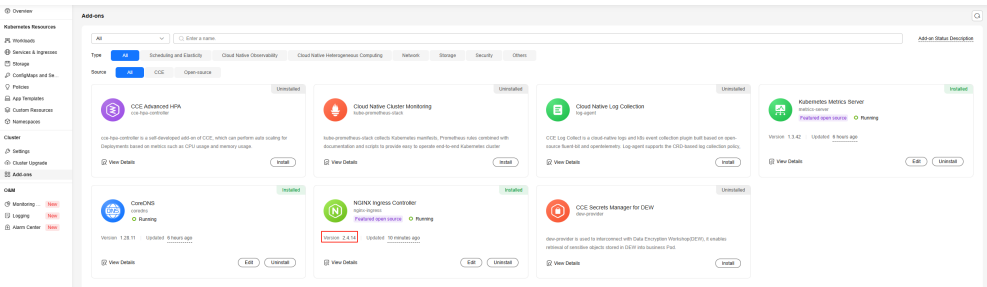 Overview
Kubernetes Resources
Workloads
Services & Ingresses
Storage
ConfigMaps and Se...
Policies
App Templates
Custom Resources
Namespaces
Cluster
Settings
Cluster Upgrade
Add-ons
O&M
Monitoring ... New
Logging New
Alarm Center New
Add-ons
All Enter a name Add-on Status Description
Type All Scheduling and Elasticity Cloud Native Observability Cloud Native Heterogeneous Computing Network Storage Security Others
Source All CCE Open-source
Uninstalled
CCE Advanced HPA
cce-hpa-controller
cce-hpa-controller is a self-developed add-on of CCE, which can perform auto scaling for
Deployments based on metrics such as CPU usage and memory usage.
View Details Install
Uninstalled
Cloud Native Cluster Monitoring
kube-prometheus-stack
kube-prometheus-stack collects Kubernetes manifests, Prometheus rules combined with
documentation and scripts to provide easy to operate end-to-end Kubernetes cluster
View Details Install
Uninstalled
Cloud Native Log Collection
log-agent
CCE Log Collect is a cloud-native logs and k8s event collection plugin built based on open-
source fluent-bit and opentelemetry. Log-agent supports the CRD-based log collection policy,
View Details Install
Installed
Kubernetes Metrics Server
metrics-server
Featured open source Running
Version 1.3.42 Updated 6 hours ago
View Details Edit Uninstall
Installed
CoreDNS
coredns
Running
Version 1.28.11 Updated 6 hours ago
View Details Edit Uninstall
Installed
NGINX Ingress Controller
nginx-ingress
Featured open source Running
Version 2.4.14 Updated 10 minutes ago
View Details Edit Uninstall
Uninstalled
CCE Secrets Manager for DEW
dew-provider
dew-provider is used to interconnect with Data Encryption Workshop(DEW), it enables
retrieval of sensitive objects stored in DEW into business Pod.
View Details Install